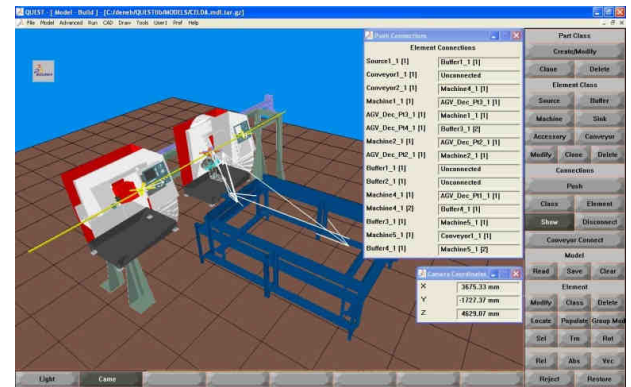 QUEST - [ Model - Build ] - [C:/dereb/QUESTlib/MODELS/CELDA.mdl.tar.gz]
File Model Advanced Run CAD Draw Tools User1 Pref Help
Push Connections
Element Connections
Source1_1 [1] Buffer1_1 [1]
Conveyor1_1 [1] Unconnected
Conveyor2_1 [1] Machine4_1 [1]
Machine1_1 [1] AGV_Dec_Pt3_1 [1]
AGV_Dec_Pt3_1 [1] Machine1_1 [1]
AGV_Dec_Pt4_1 [1] Buffer3_1 [2]
Machine2_1 [1] AGV_Dec_Pt2_1 [1]
AGV_Dec_Pt2_1 [1] Machine2_1 [1]
Buffer1_1 [1] Unconnected
Buffer2_1 [1] Unconnected
Machine4_1 [1] AGV_Dec_Pt1_1 [1]
Machine4_1 [2] Buffer4_1 [1]
Buffer3_1 [1] Machine5_1 [1]
Machine5_1 [1] Conveyor1_1 [1]
Buffer4_1 [1] Machine5_1 [2]
Camera Coordinates
X 3675.33 mm
Y -1727.37 mm
Z 4629.07 mm
Part Class
Create/Modify
Clone Delete
Element Class
Source Buffer
Machine Sink
Accessory Conveyor
Modify Clone Delete
Connections
Push
Class Element
Show Disconnect
Conveyor Connect
Model
Read Save Clear
Element
Modify Class Delete
Locate Populate Group Mod
Sel Trn Rot
Rel Abs Vec
Reject Restore
Light Came